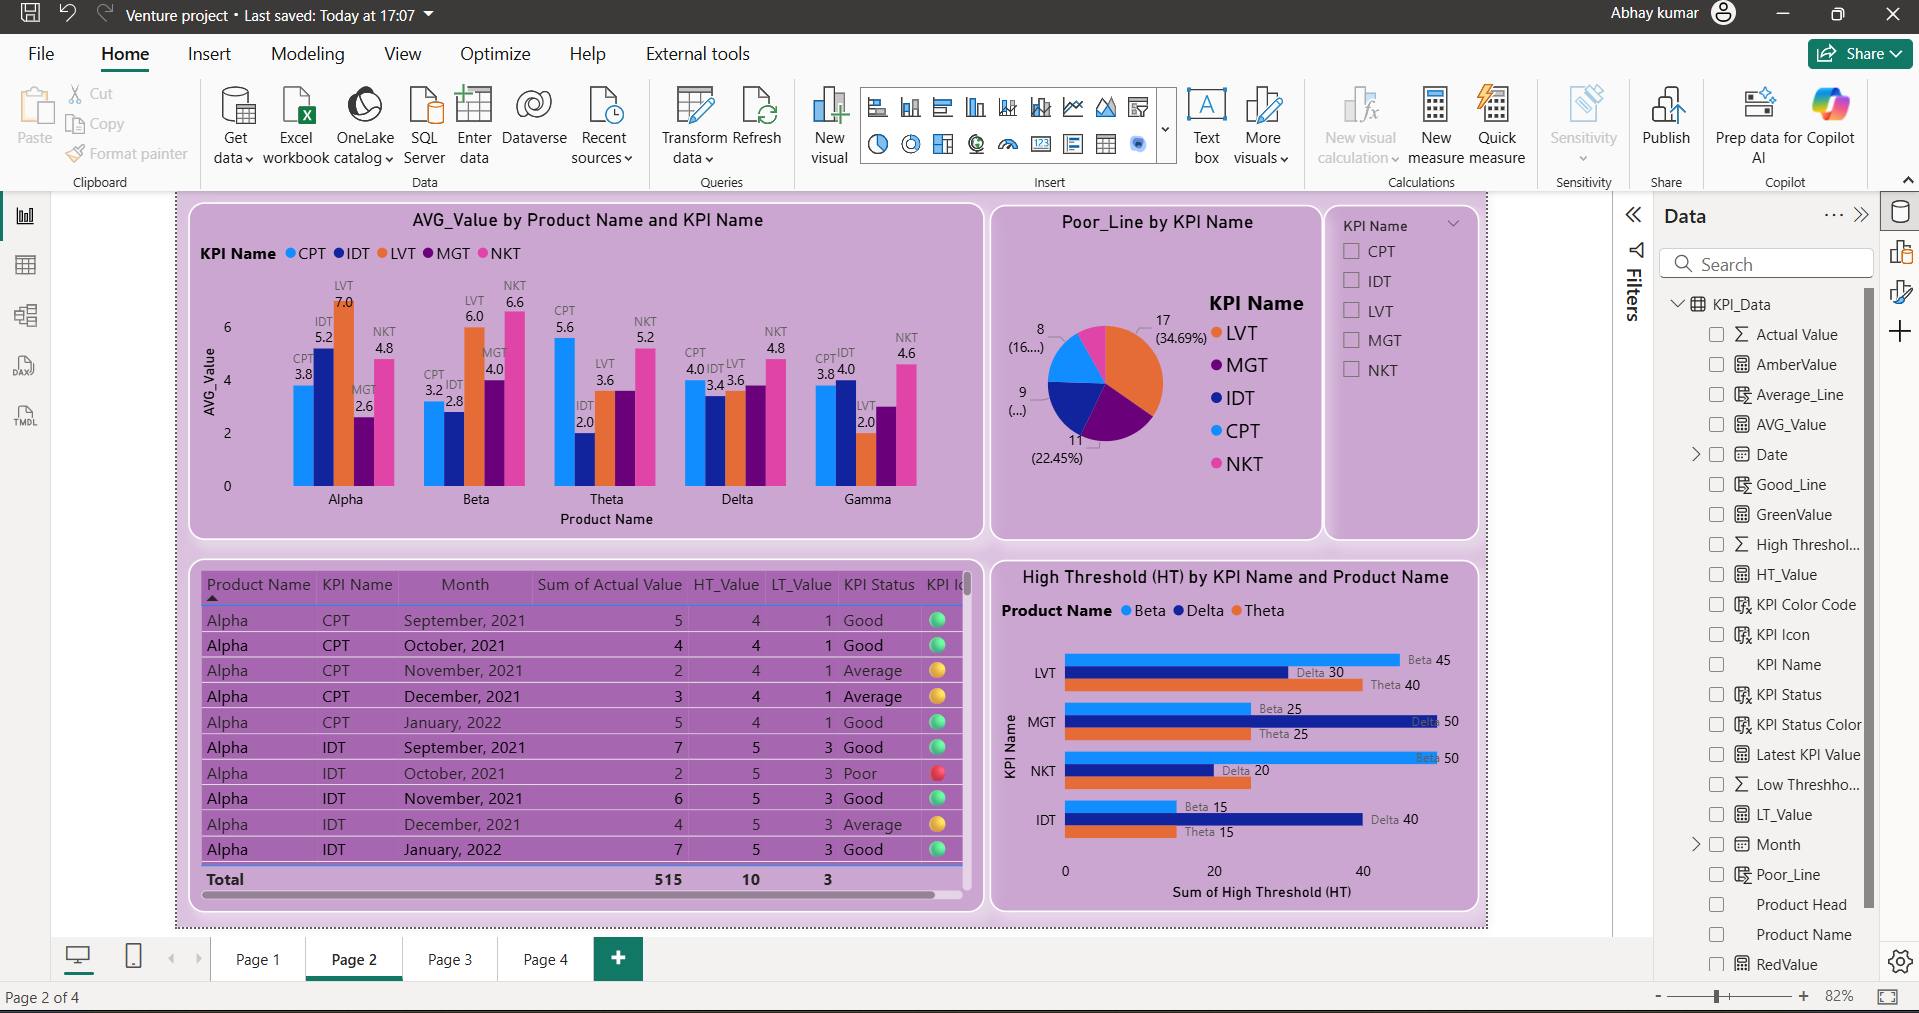 Venture project • Last saved: Today at 17:07
Abhay kumar
File Home Insert Modeling View Optimize Help External tools
Share
Paste
Cut
Copy
Format painter
Clipboard
Get data
Excel workbook
OneLake catalog
SQL Server
Enter data
Dataverse
Recent sources
Data
Transform data
Refresh
Queries
New visual
Text box
More visuals
Insert
New visual calculation
New measure
Quick measure
Calculations
Sensitivity
Sensitivity
Publish
Share
Prep data for AI
Copilot
Copilot
DAX
TMDL
AVG_Value by Product Name and KPI Name
KPI Name CPT IDT LVT MGT NKT
AVG_Value
6
4
2
0
CPT 3.8
IDT 5.2
LVT 7.0
MGT 2.6
NKT 4.8
CPT 3.2
IDT 2.8
LVT 6.0
MGT 4.0
NKT 6.6
CPT 5.6
IDT 2.0
LVT 3.6
NKT 5.2
CPT 4.0
IDT 3.4
LVT 3.6
NKT 4.8
CPT 3.8
IDT 4.0
LVT 2.0
NKT 4.6
Alpha Beta Theta Delta Gamma
Product Name
Poor_Line by KPI Name
17 (34.69%)
11 (22.45%)
9 (...)
8 (16....)
KPI Name
LVT
MGT
IDT
CPT
NKT
KPI Name
CPT
IDT
LVT
MGT
NKT
Product Name KPI Name Month Sum of Actual Value HT_Value LT_Value KPI Status KPI Ic
Alpha CPT September, 2021 5 4 1 Good
Alpha CPT October, 2021 4 4 1 Good
Alpha CPT November, 2021 2 4 1 Average
Alpha CPT December, 2021 3 4 1 Average
Alpha CPT January, 2022 5 4 1 Good
Alpha IDT September, 2021 7 5 3 Good
Alpha IDT October, 2021 2 5 3 Poor
Alpha IDT November, 2021 6 5 3 Good
Alpha IDT December, 2021 4 5 3 Average
Alpha IDT January, 2022 7 5 3 Good
Total 515 10 3
High Threshold (HT) by KPI Name and Product Name
Product Name Beta Delta Theta
KPI Name
LVT
Beta 45
Delta 30
Theta 40
MGT
Beta 25
Delta 50
Theta 25
NKT
Beta 50
Delta 20
IDT
Beta 15
Delta 40
Theta 15
0 20 40
Sum of High Threshold (HT)
Filters
Data
Search
KPI_Data
Actual Value
AmberValue
Average_Line
AVG_Value
Date
Good_Line
GreenValue
High Threshol...
HT_Value
KPI Color Code
KPI Icon
KPI Name
KPI Status
KPI Status Color
Latest KPI Value
Low Threshho...
LT_Value
Month
Poor_Line
Product Head
Product Name
RedValue
Page 1 Page 2 Page 3 Page 4 +
Page 2 of 4
- + 82%